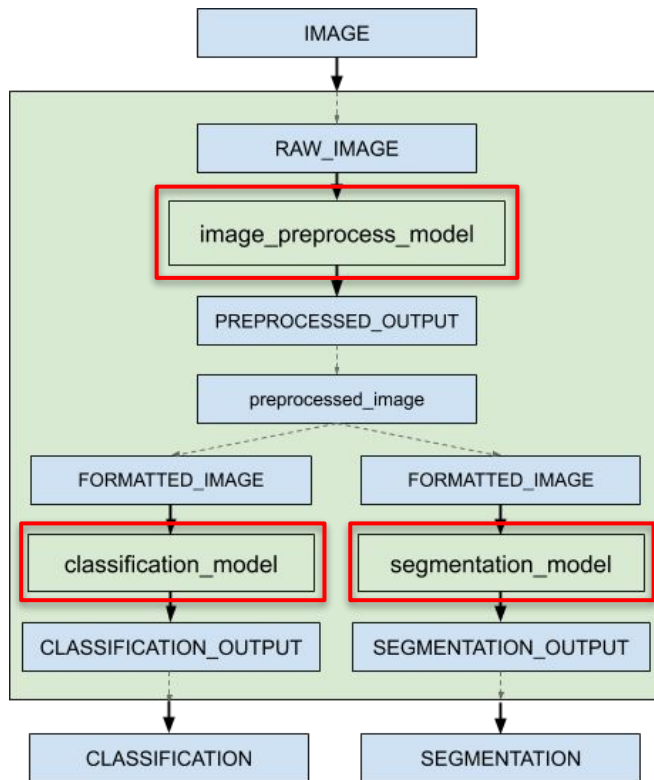 IMAGE
RAW_IMAGE
image_preprocess_model
PREPROCESSED_OUTPUT
preprocessed_image
FORMATTED_IMAGE
FORMATTED_IMAGE
classification_model
segmentation_model
CLASSIFICATION_OUTPUT
SEGMENTATION_OUTPUT
CLASSIFICATION
SEGMENTATION